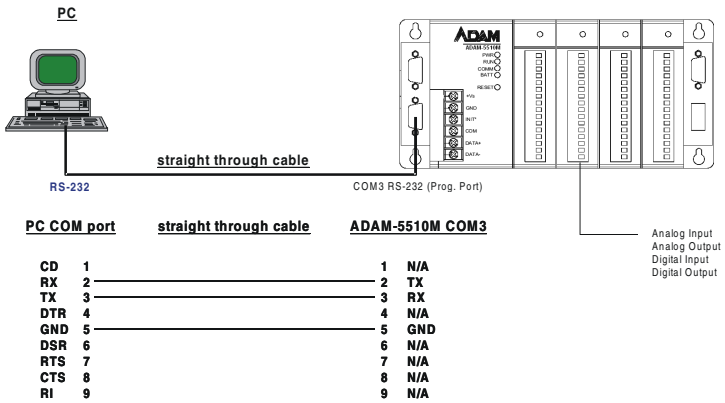 PC
ADAM
ADAM-5510M
PWR
RUN
COMM
BATT
RESET
+Vs
GND
INIT*
COM
DATA+
DATA-
straight through cable
RS-232
COM3 RS-232 (Prog. Port)
Analog Input
Analog Output
Digital Input
Digital Output
PC COM port straight through cable ADAM-5510M COM3
CD 1 1 N/A
RX 2 2 TX
TX 3 3 RX
DTR 4 4 N/A
GND 5 5 GND
DSR 6 6 N/A
RTS 7 7 N/A
CTS 8 8 N/A
RI 9 9 N/A